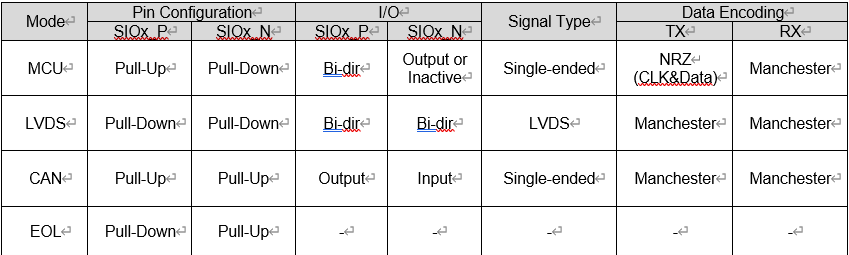 Mode Pin Configuration I/O Signal Type Data Encoding
SIOx_P SIOx_N SIOx_P SIOx_N TX RX
MCU Pull-Up Pull-Down Bi-dir Output or Inactive Single-ended NRZ (CLK&Data) Manchester
LVDS Pull-Down Pull-Down Bi-dir Bi-dir LVDS Manchester Manchester
CAN Pull-Up Pull-Up Output Input Single-ended Manchester Manchester
EOL Pull-Down Pull-Up - - - - -